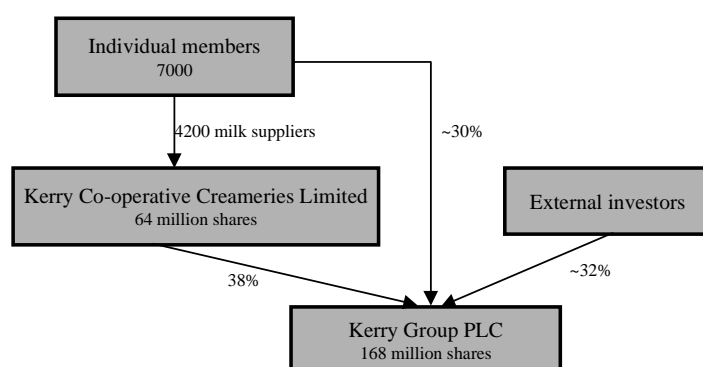 Individual members
7000
4200 milk suppliers
~30%
Kerry Co-operative Creameries Limited
64 million shares
External investors
38%
~32%
Kerry Group PLC
168 million shares